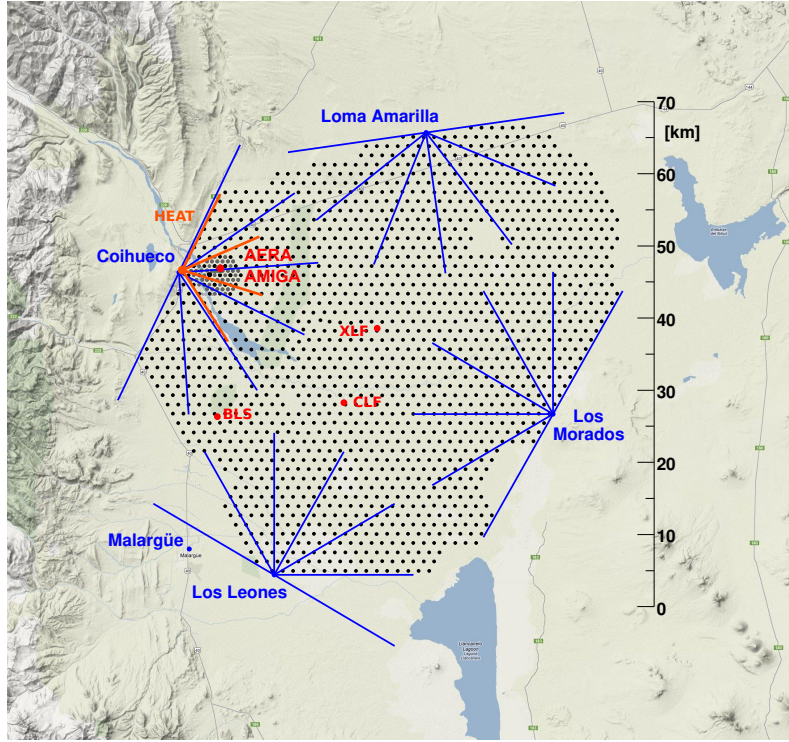 70
[km]
Loma Amarilla
60
HEAT
50
Coihueco
AERA
AMIGA
40
XLF
30
CLF
BLS
Los
Morados
20
10
Malargüe
Malargüe
Los Leones
0